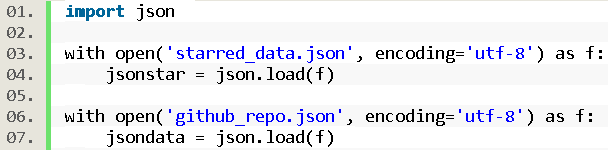 01. import json
02.
03. with open('starred_data.json', encoding='utf-8') as f:
04.     jsonstar = json.load(f)
05.
06. with open('github_repo.json', encoding='utf-8') as f:
07.     jsondata = json.load(f)